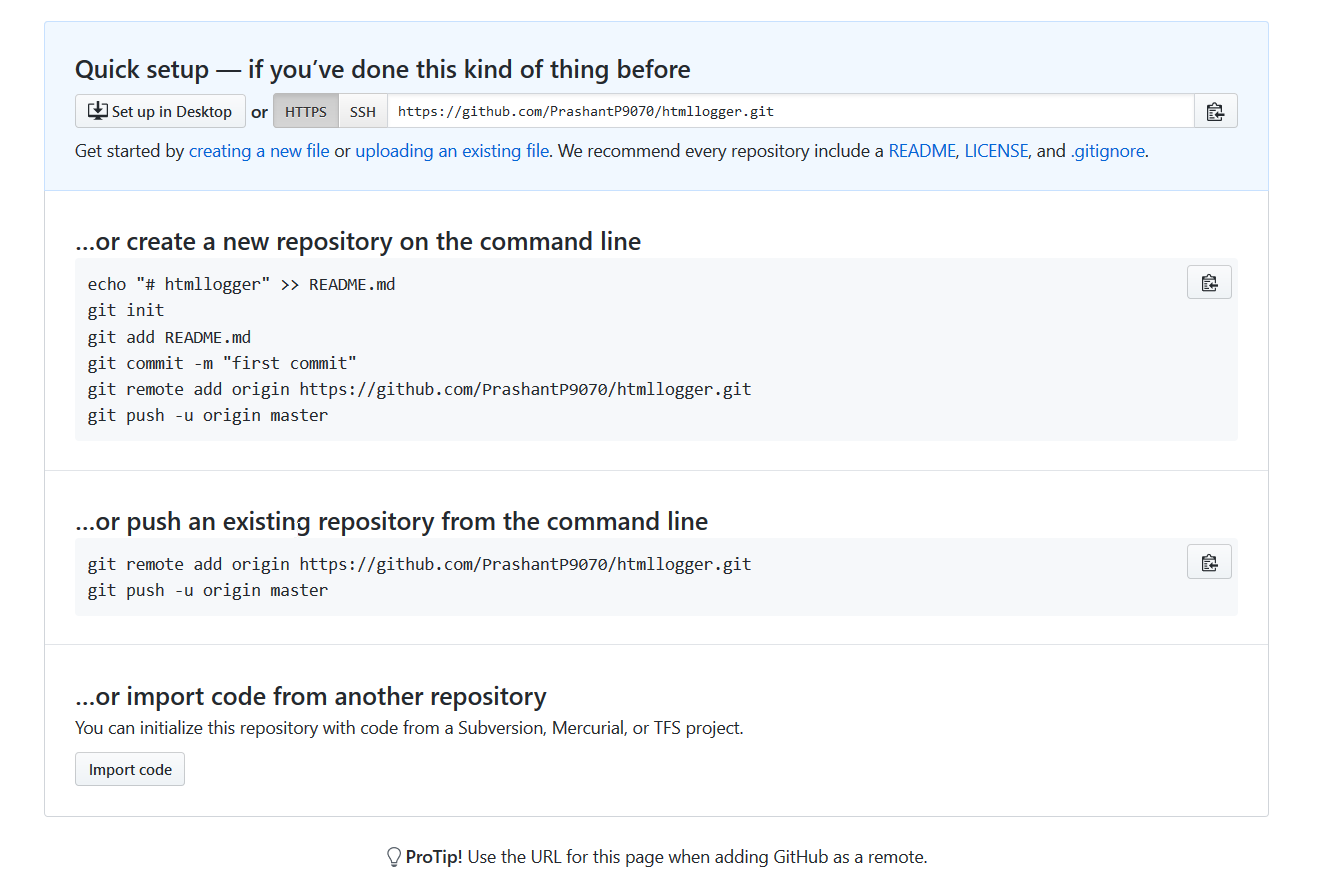 Quick setup — if you’ve done this kind of thing before
Set up in Desktop or HTTPS SSH https://github.com/PrashantP9070/htmllogger.git
Get started by creating a new file or uploading an existing file. We recommend every repository include a README, LICENSE, and .gitignore.
…or create a new repository on the command line
echo "# htmllogger" >> README.md
git init
git add README.md
git commit -m "first commit"
git remote add origin https://github.com/PrashantP9070/htmllogger.git
git push -u origin master
…or push an existing repository from the command line
git remote add origin https://github.com/PrashantP9070/htmllogger.git
git push -u origin master
…or import code from another repository
You can initialize this repository with code from a Subversion, Mercurial, or TFS project.
Import code
ProTip! Use the URL for this page when adding GitHub as a remote.